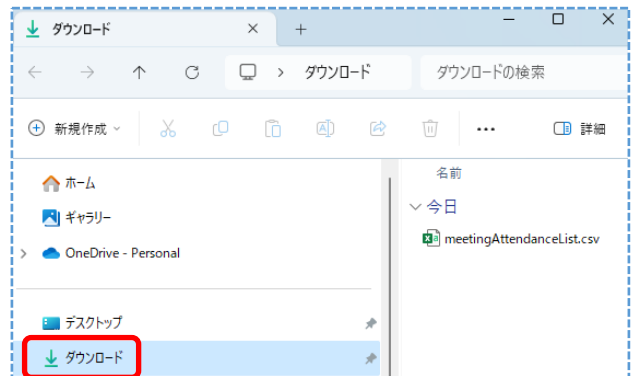 ダウンロード
ダウンロード
ダウンロードの検索
新規作成
詳細
ホーム
ギャラリー
OneDrive - Personal
デスクトップ
ダウンロード
名前
今日
meetingAttendanceList.csv